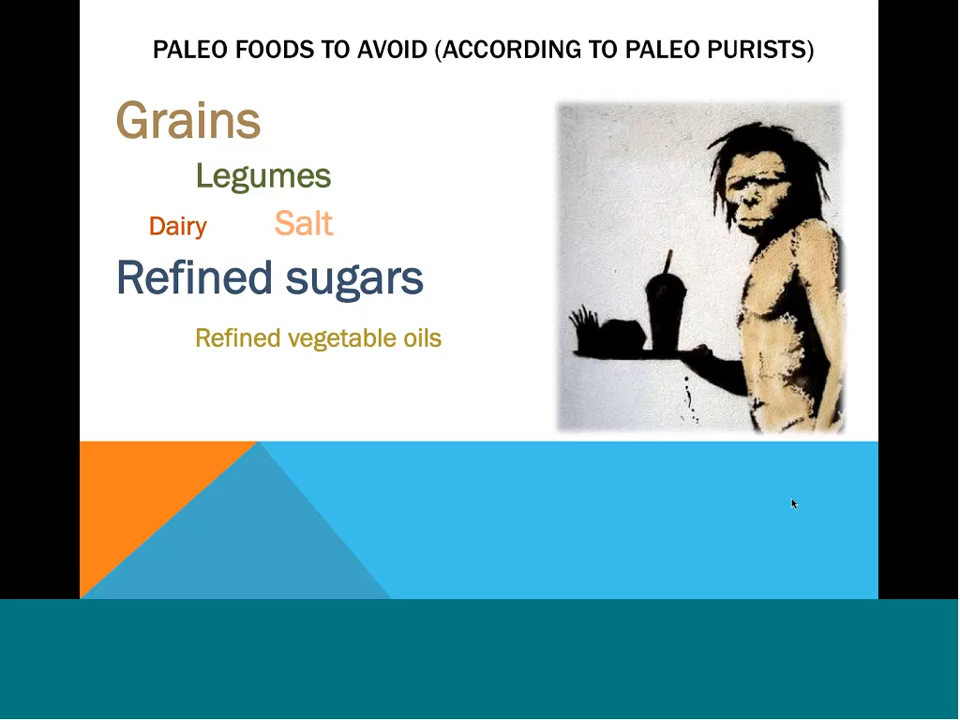 PALEO FOODS TO AVOID (ACCORDING TO PALEO PURISTS)
Grains
Legumes
Dairy Salt
Refined sugars
Refined vegetable oils